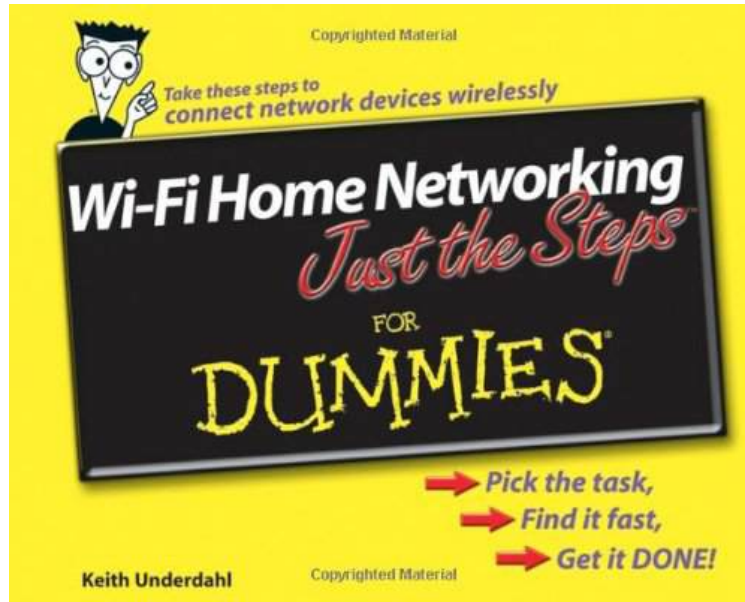 Copyrighted Material
Take these steps to
connect network devices wirelessly
Wi-Fi Home Networking
Just the Steps™
FOR
DUMMIES®
Pick the task,
Find it fast,
Get it DONE!
Keith Underdahl
Copyrighted Material